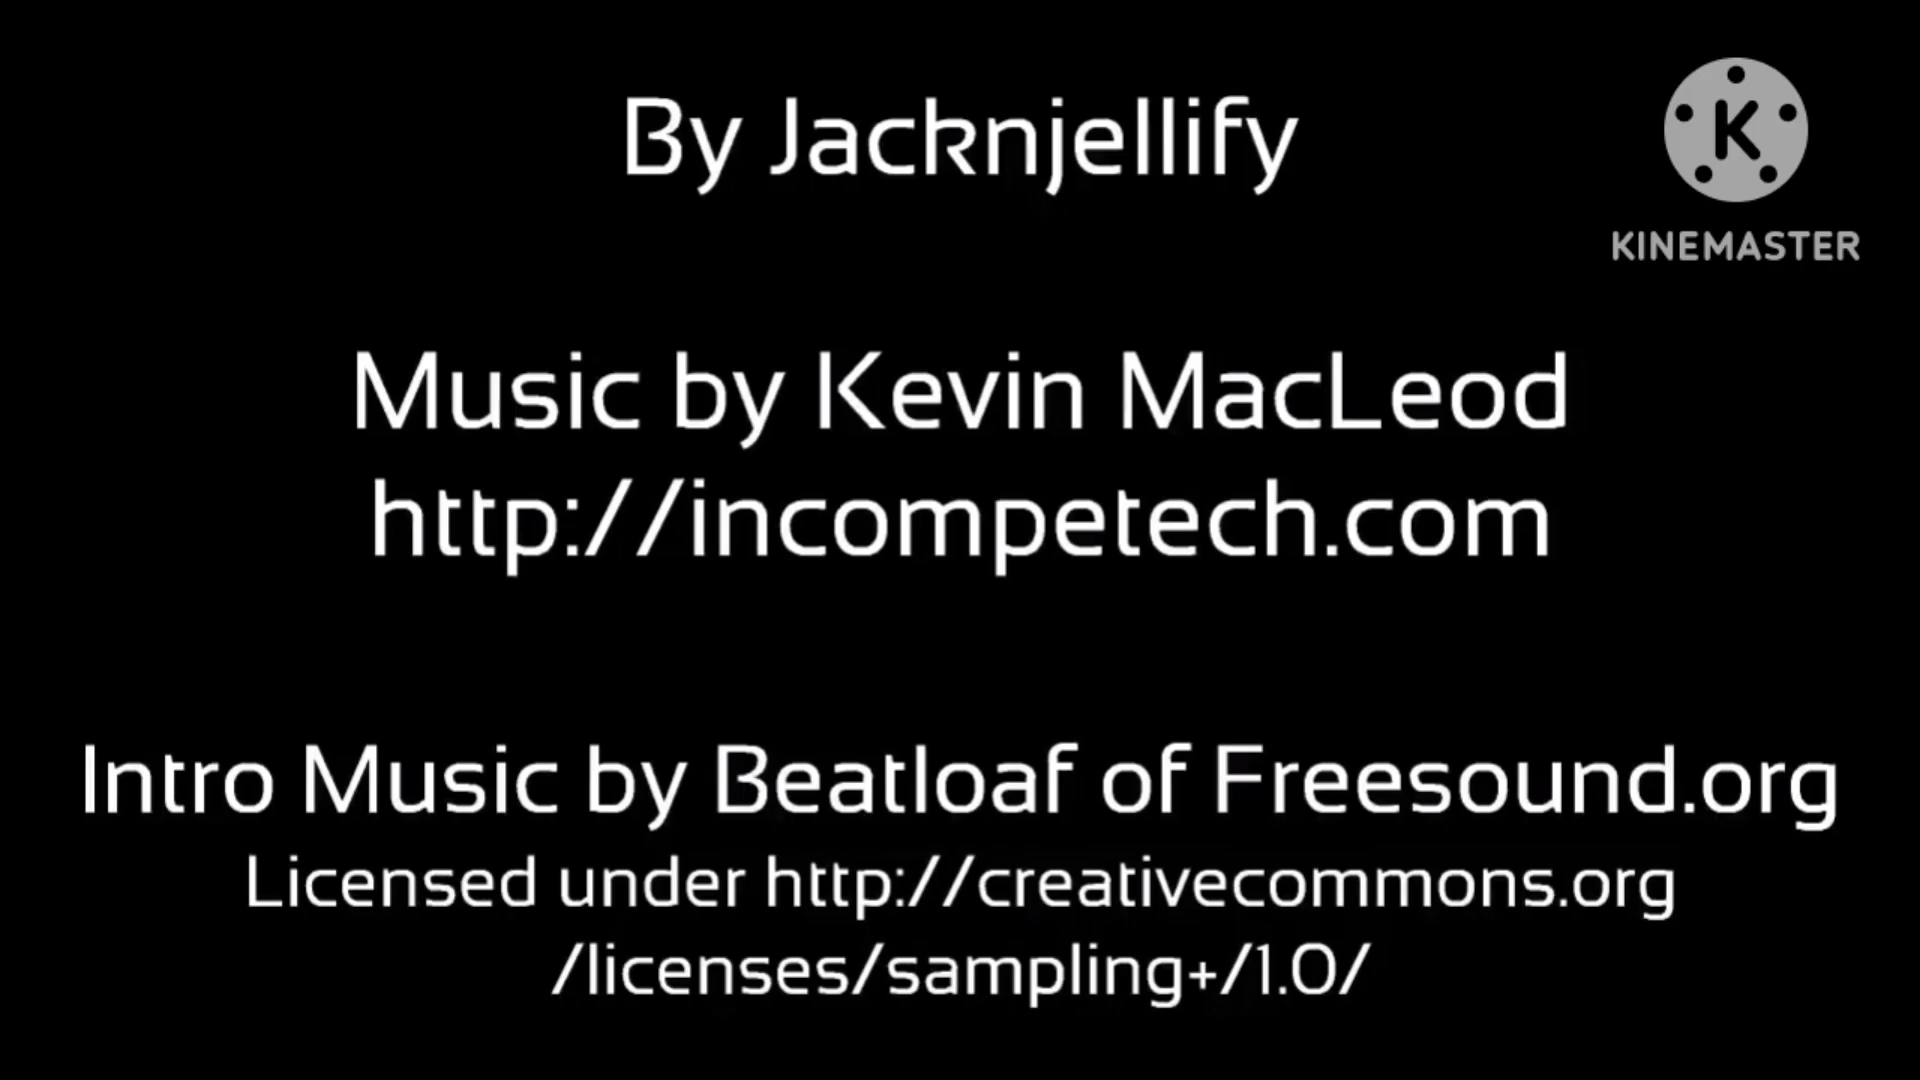 By Jacknjellify
K
KINEMASTER
Music by Kevin MacLeod
http://incompetech.com
Intro Music by Beatloaf of Freesound.org
Licensed under http://creativecommons.org
/licenses/sampling+/1.0/